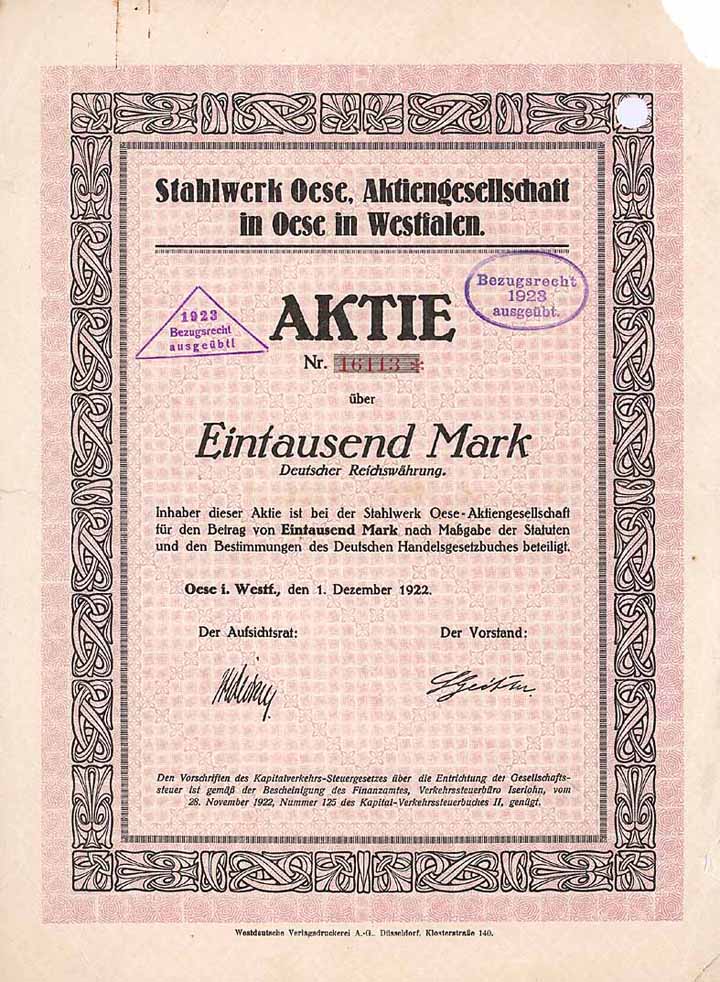 Stahlwerk Oese, Aktiengesellschaft
in Oese in Westfalen.
1923
Bezugsrecht
ausgeübt!
Bezugsrecht
1923
ausgeübt.
AKTIE
Nr. 16113 *
über
Eintausend Mark
Deutscher Reichswährung.
Inhaber dieser Aktie ist bei der Stahlwerk Oese-Aktiengesellschaft
für den Betrag von Eintausend Mark nach Maßgabe der Statuten
und den Bestimmungen des Deutschen Handelsgesetzbuches beteiligt.
Oese i. Westf., den 1. Dezember 1922.
Der Aufsichtsrat:
Der Vorstand:
Den Vorschriften des Kapitalverkehrs-Steuergesetzes über die Entrichtung der Gesellschafts-
steuer ist gemäß der Bescheinigung des Finanzamtes, Verkehrssteuerbüro Iserlohn, vom
28. November 1922, Nummer 125 des Kapital-Verkehrssteuerbuches II, genügt.
Westdeutsche Verlagsdruckerei A.-G.. Düsseldorf. Klosterstraße 140.